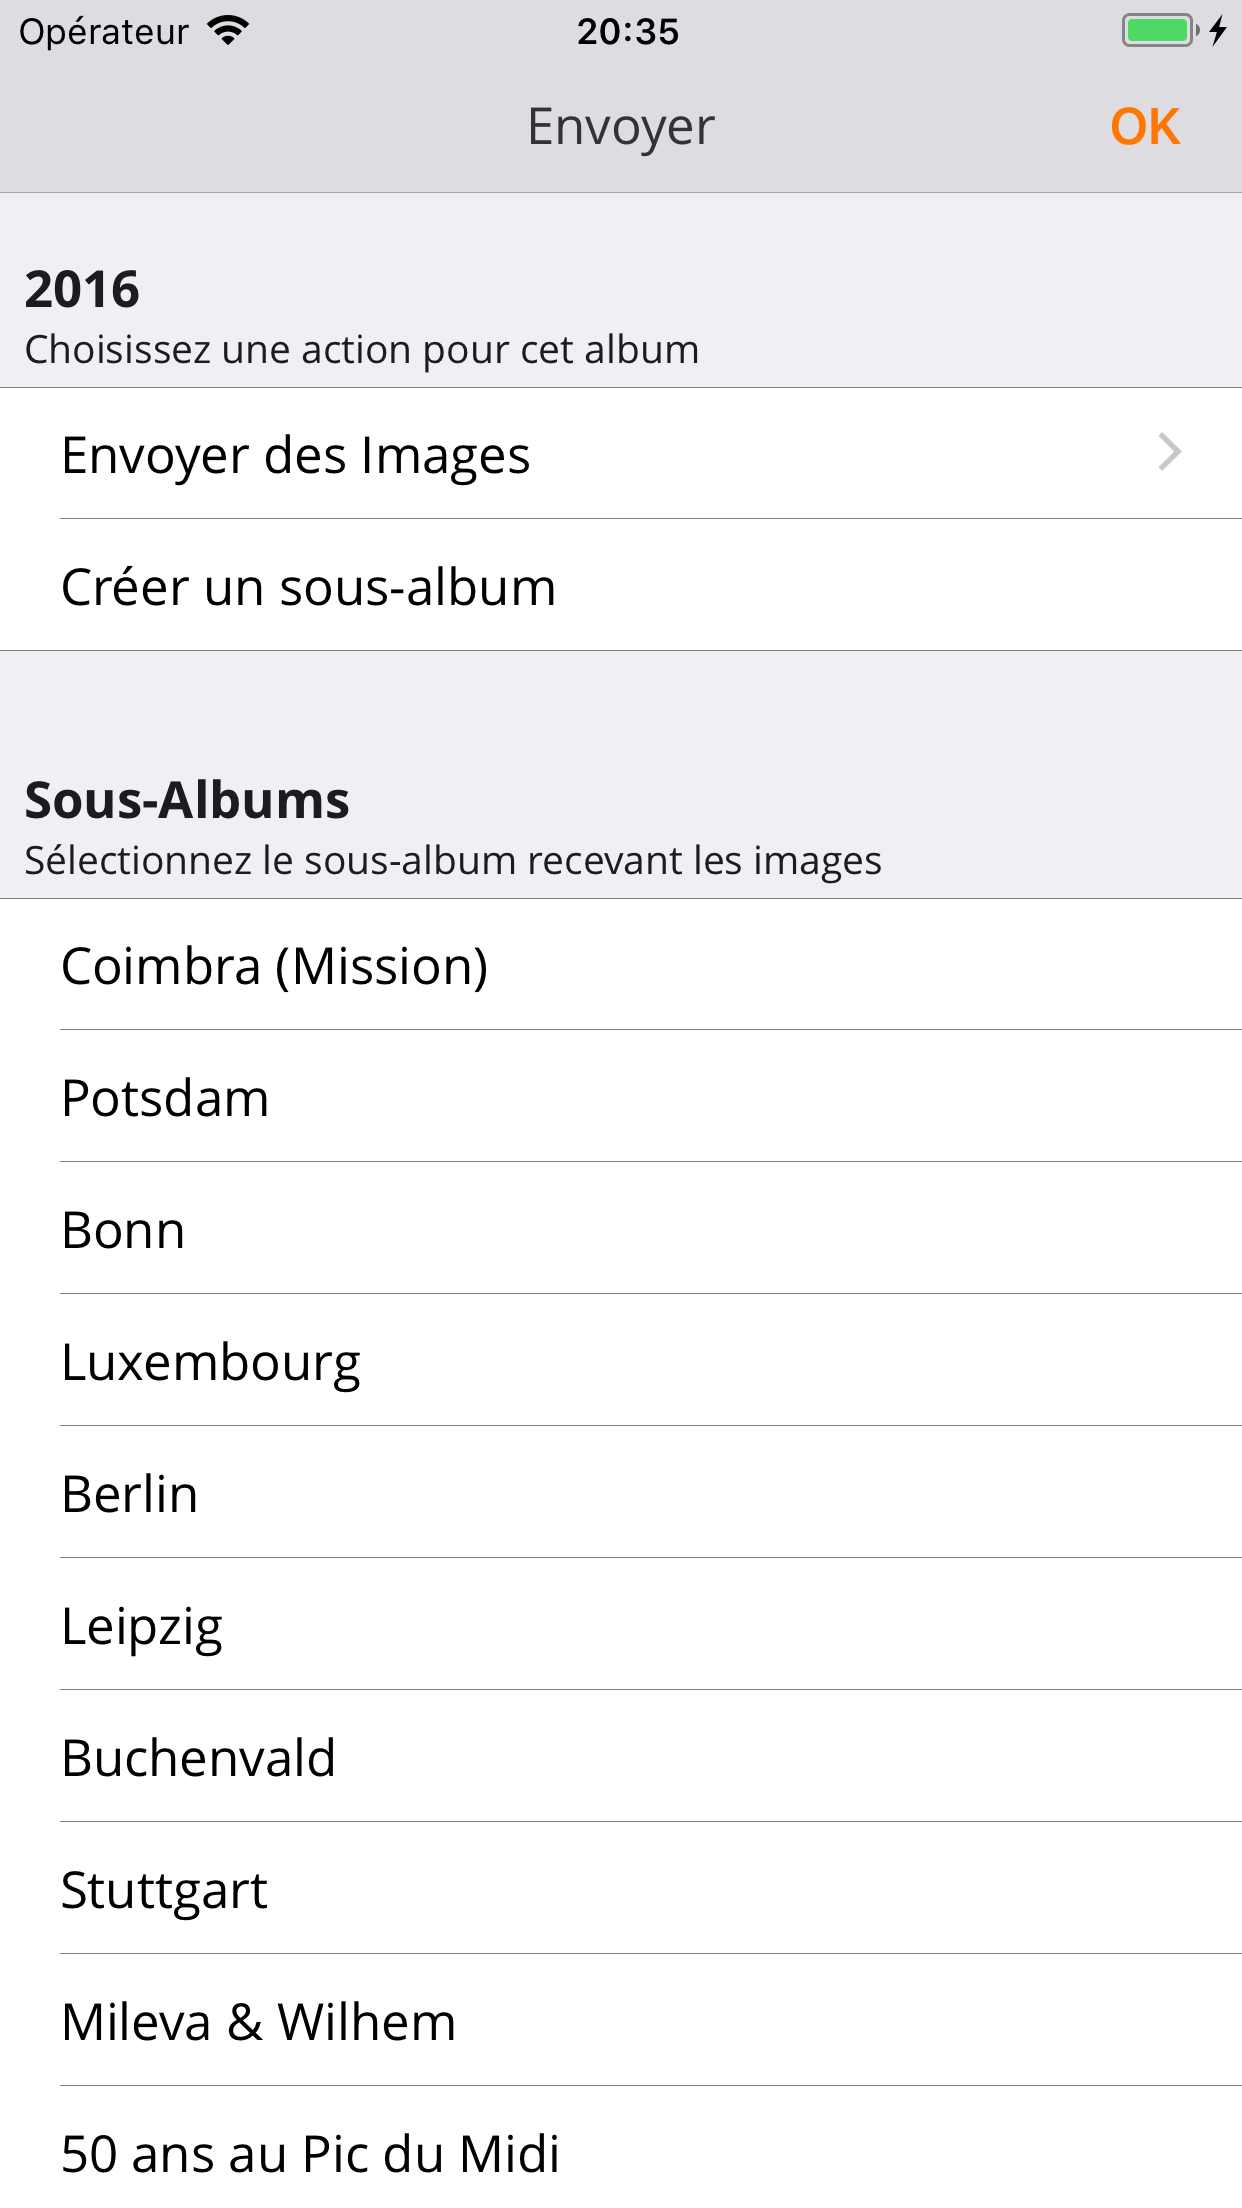 Opérateur 20:35
Envoyer OK
2016
Choisissez une action pour cet album
Envoyer des Images
Créer un sous-album
Sous-Albums
Sélectionnez le sous-album recevant les images
Coimbra (Mission)
Potsdam
Bonn
Luxembourg
Berlin
Leipzig
Buchenvald
Stuttgart
Mileva & Wilhem
50 ans au Pic du Midi